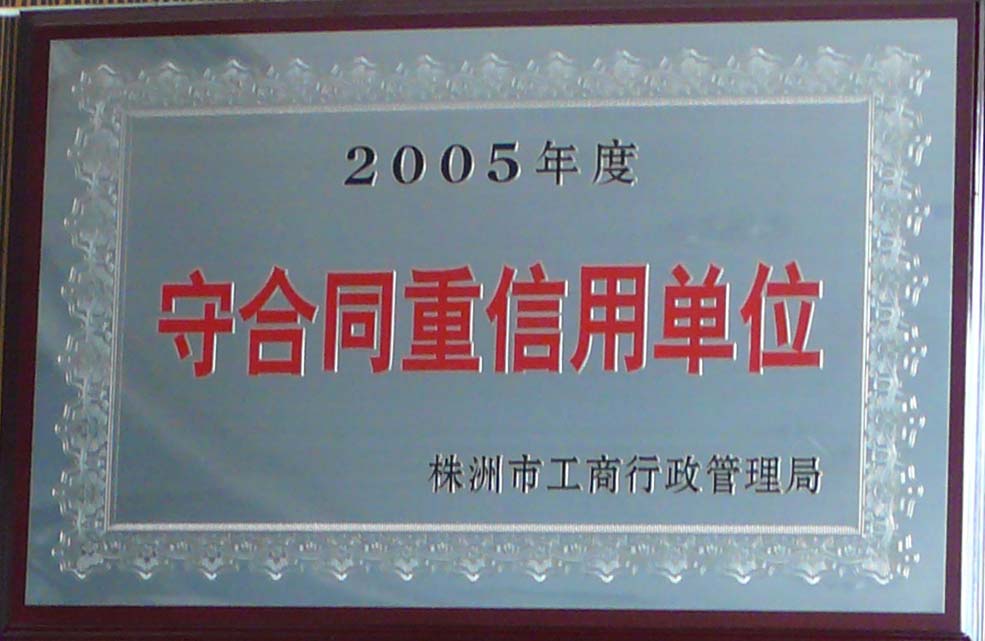 2005年度
守合同重信用单位
株洲市工商行政管理局